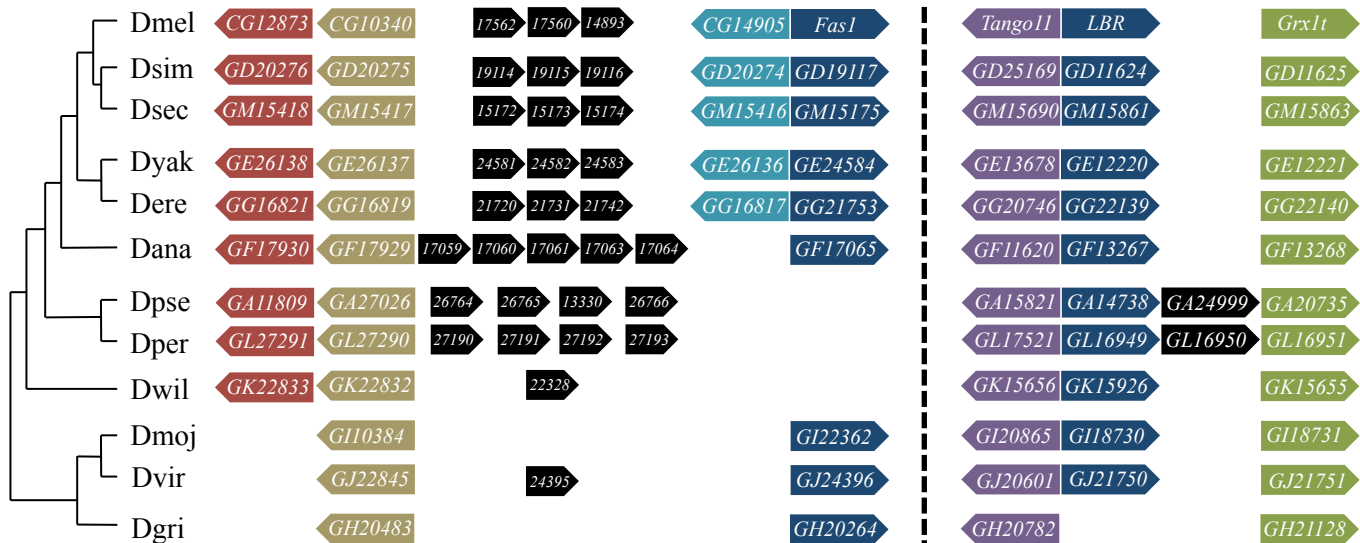 Dmel CG12873 CG10340 17562 17560 14893 CG14905 Fas1 Tango11 LBR Grx1t
Dsim GD20276 GD20275 19114 19115 19116 GD20274 GD19117 GD25169 GD11624 GD11625
Dsec GM15418 GM15417 15172 15173 15174 GM15416 GM15175 GM15690 GM15861 GM15863
Dyak GE26138 GE26137 24581 24582 24583 GE26136 GE24584 GE13678 GE12220 GE12221
Dere GG16821 GG16819 21720 21731 21742 GG16817 GG21753 GG20746 GG22139 GG22140
Dana GF17930 GF17929 17059 17060 17061 17063 17064 GF17065 GF11620 GF13267 GF13268
Dpse GA11809 GA27026 26764 26765 13330 26766 GA15821 GA14738 GA24999 GA20735
Dper GL27291 GL27290 27190 27191 27192 27193 GL17521 GL16949 GL16950 GL16951
Dwil GK22833 GK22832 22328 GK15656 GK15926 GK15655
Dmoj GI10384 GI22362 GI20865 GI18730 GI18731
Dvir GJ22845 24395 GJ24396 GJ20601 GJ21750 GJ21751
Dgri GH20483 GH20264 GH20782 GH21128